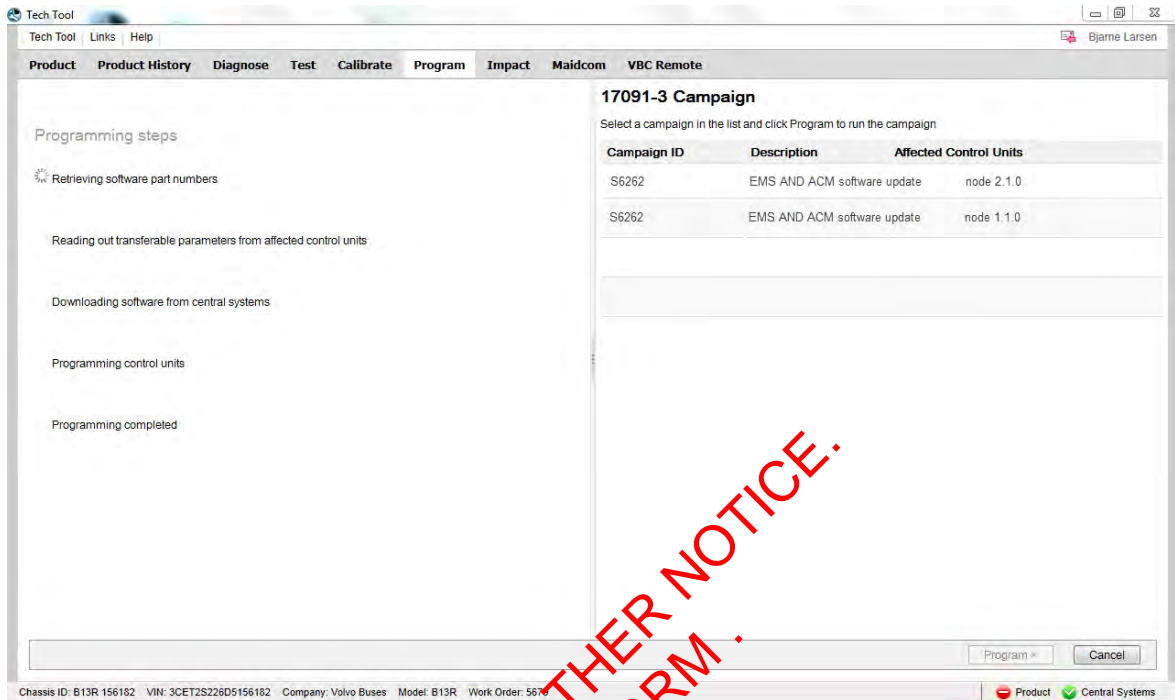 Tech Tool
Tech Tool Links Help Bjarne Larsen
Product Product History Diagnose Test Calibrate Program Impact Maidcom VBC Remote
Programming steps
Retrieving software part numbers
Reading out transferable parameters from affected control units
Downloading software from central systems
Programming control units
Programming completed
17091-3 Campaign
Select a campaign in the list and click Program to run the campaign
Campaign ID Description Affected Control Units
S6262 EMS AND ACM software update node 2.1.0
S6262 EMS AND ACM software update node 1.1.0
THER NOTICE.
RM .
Program » Cancel
Chassis ID: B13R 156182 VIN: 3CET2S226D5156182 Company: Volvo Buses Model: B13R Work Order: Product Central Systems